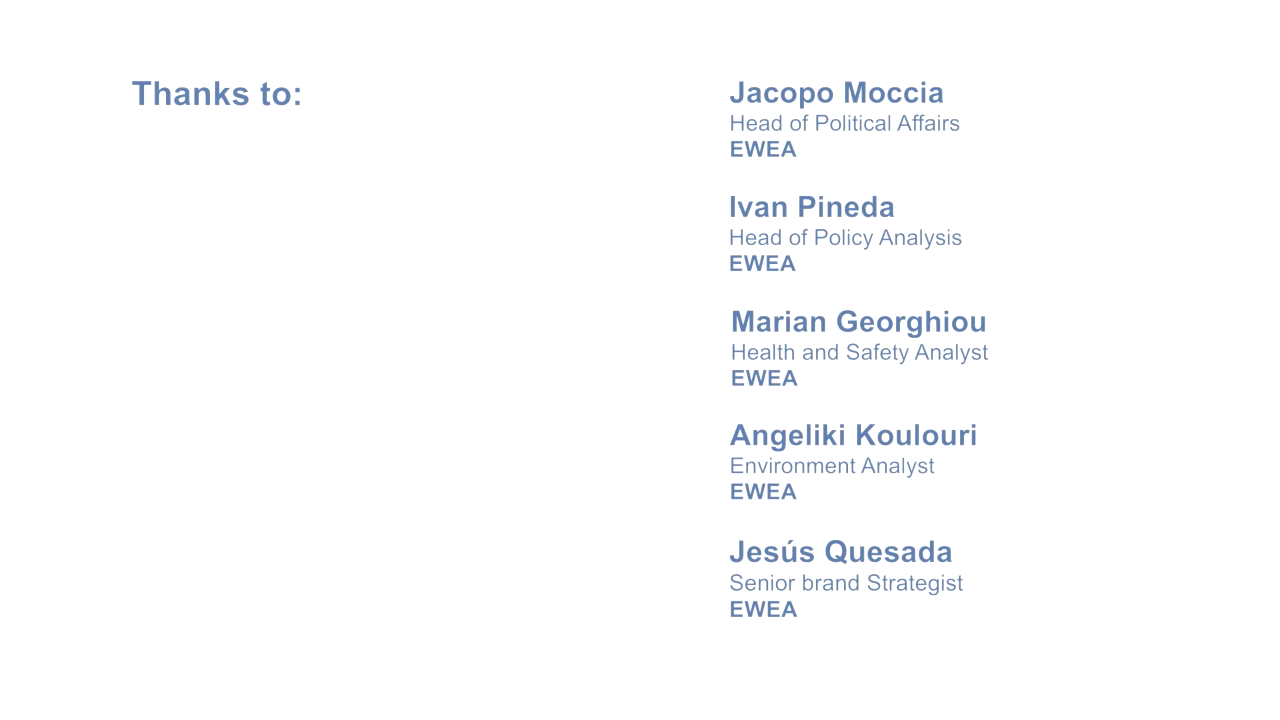 Thanks to:
Jacopo Moccia
Head of Political Affairs
EWEA
Ivan Pineda
Head of Policy Analysis
EWEA
Marian Georghiou
Health and Safety Analyst
EWEA
Angeliki Koulouri
Environment Analyst
EWEA
Jesús Quesada
Senior brand Strategist
EWEA